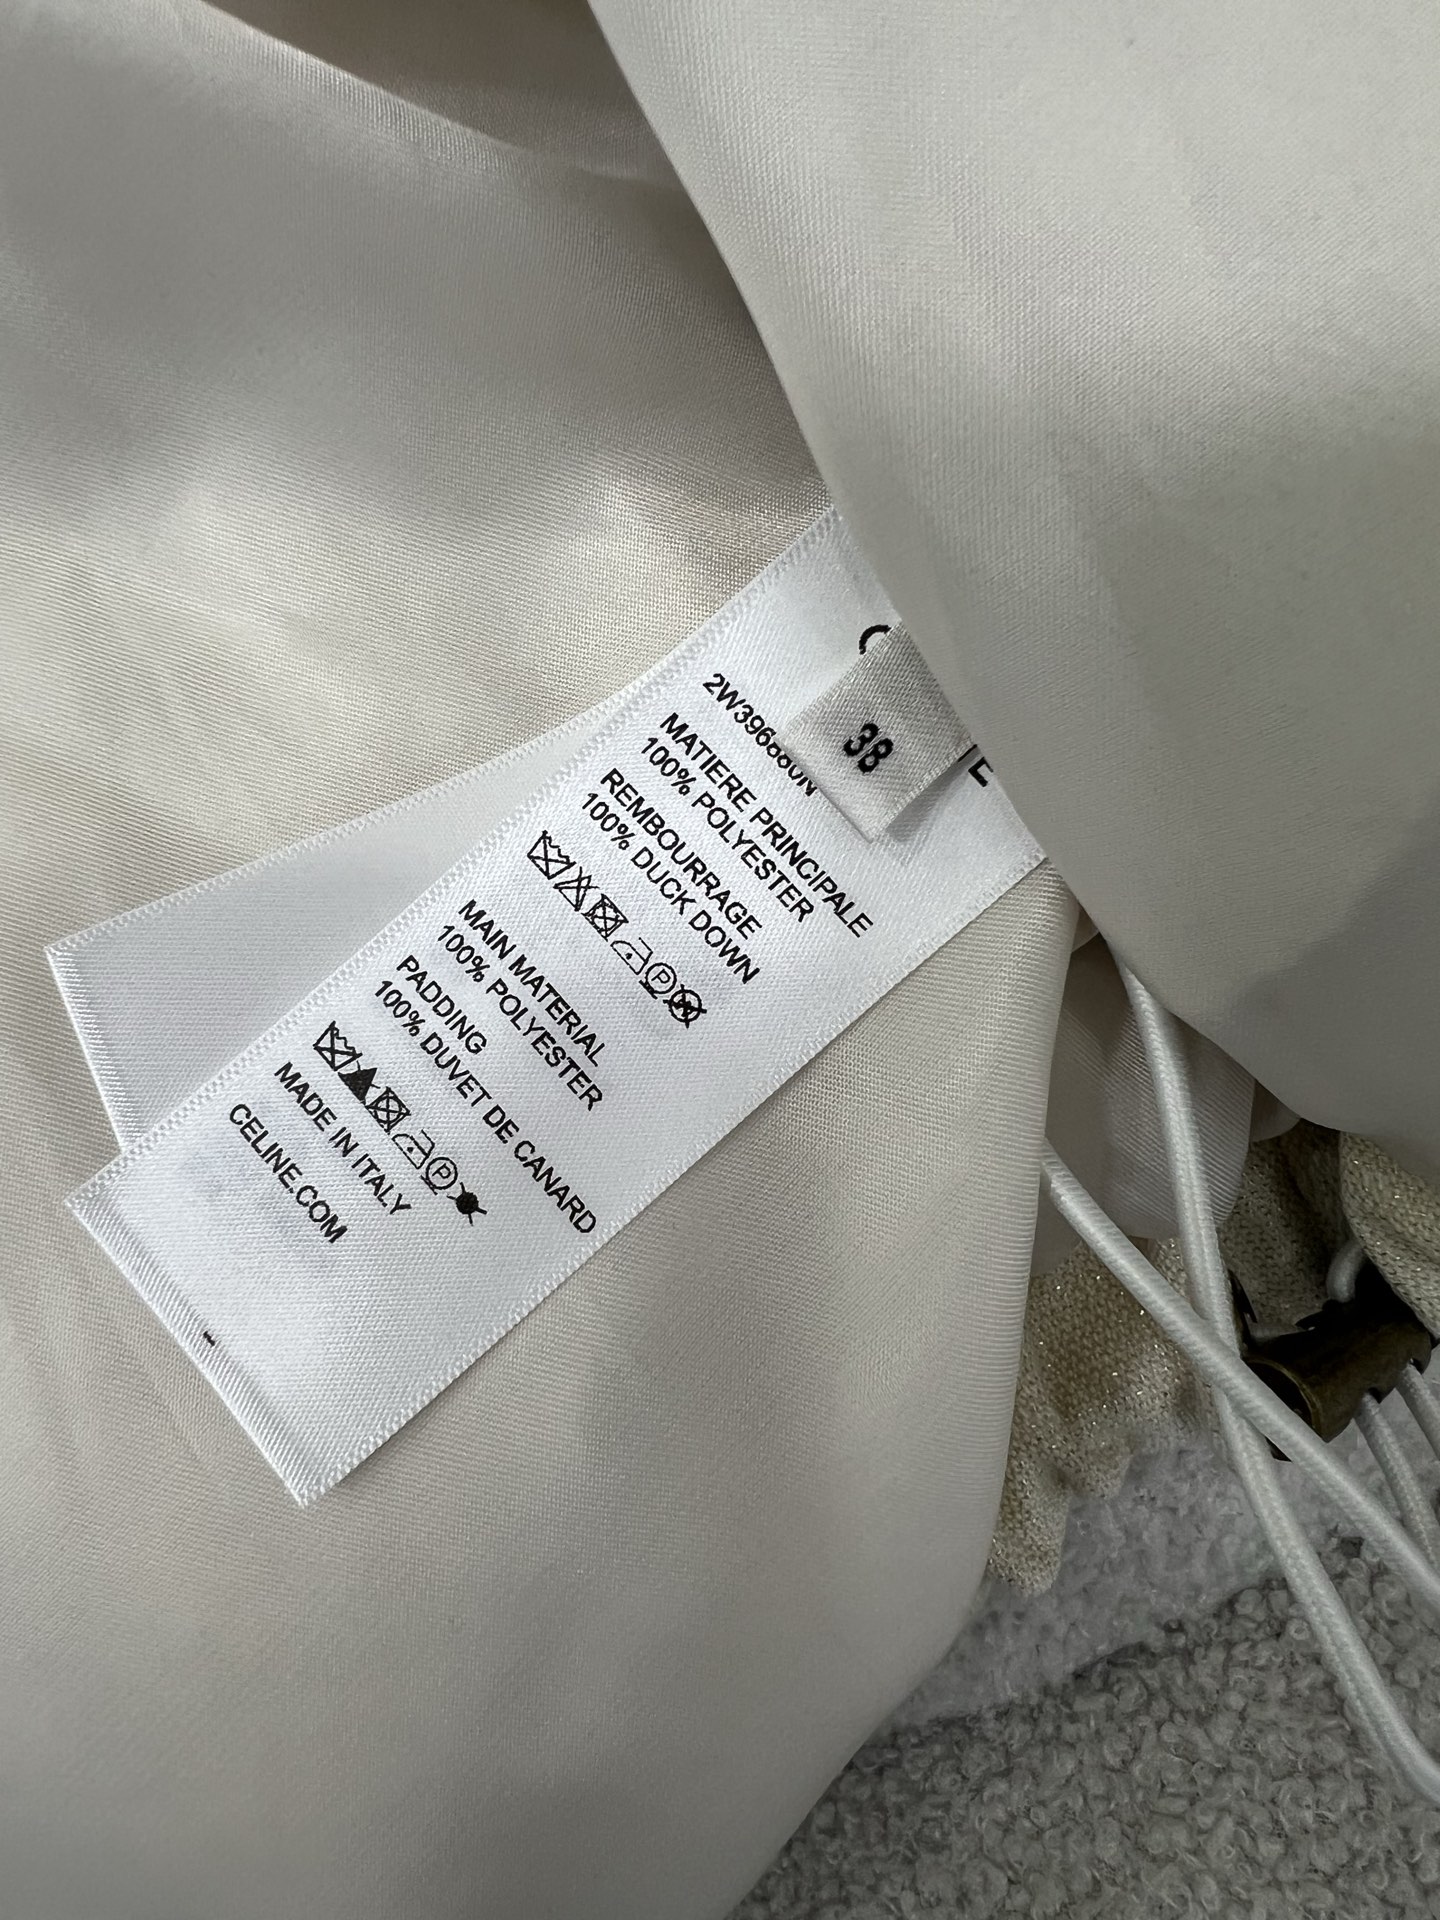 38
MATIERE PRINCIPALE
100% POLYESTER
REMBOURRAGE
100% DUCK DOWN
P
MAIN MATERIAL
100% POLYESTER
PADDING
100% DUVET DE CANARD
P
MADE IN ITALY
CELINE.COM